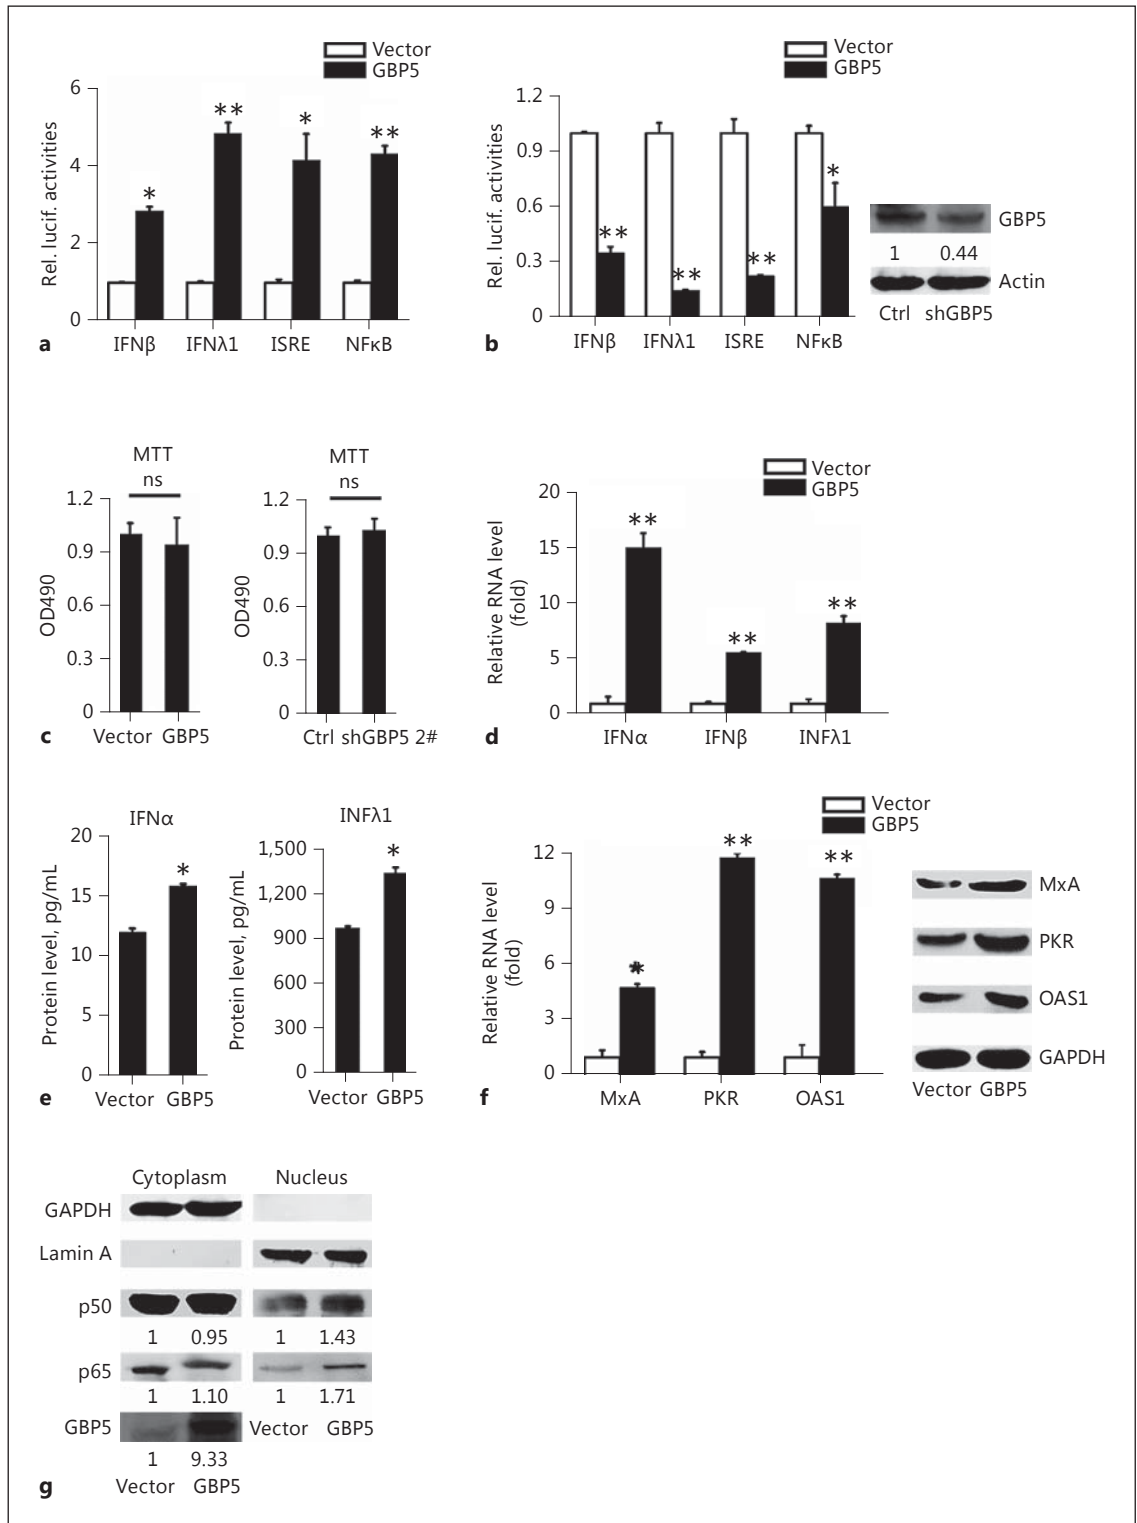 Vector
GBP5
6
4
2
0
Rel. lucif. activities
*
**
*
**
IFNβ
IFNλ1
ISRE
NFκB
a
Vector
GBP5
1.2
0.9
0.6
0.3
0
Rel. lucif. activities
**
**
**
*
IFNβ
IFNλ1
ISRE
NFκB
b
GBP5
1 0.44
Actin
Ctrl shGBP5
MTT
ns
1.2
0.9
0.6
0.3
0
OD490
Vector GBP5
c
MTT
ns
1.2
0.9
0.6
0.3
0
OD490
Ctrl shGBP5 2#
Vector
GBP5
20
15
10
5
0
Relative RNA level
(fold)
**
**
**
IFNα
IFNβ
INFλ1
d
IFNα
20
15
10
5
0
Protein level, pg/mL
*
Vector GBP5
e
INFλ1
1,500
1,200
900
600
300
0
Protein level, pg/mL
*
Vector GBP5
Vector
GBP5
12
9
6
3
0
Relative RNA level
(fold)
*
**
**
MxA
PKR
OAS1
f
MxA
PKR
OAS1
GAPDH
Vector GBP5
Cytoplasm Nucleus
GAPDH
Lamin A
p50
1 0.95 1 1.43
p65
1 1.10 1 1.71
GBP5
Vector GBP5
1 9.33
Vector GBP5
g